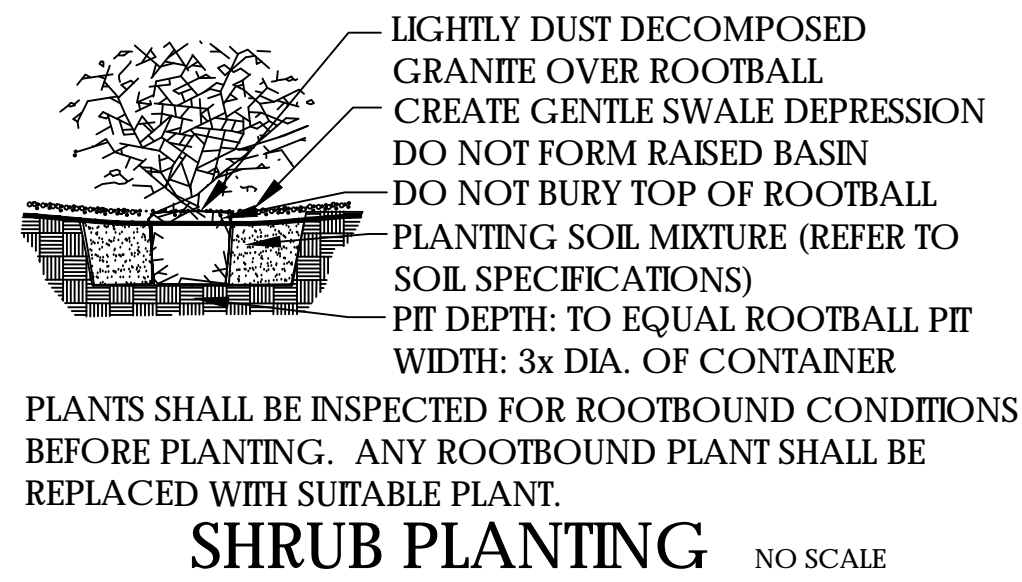 LIGHTLY DUST DECOMPOSED
GRANITE OVER ROOTBALL
CREATE GENTLE SWALE DEPRESSION
DO NOT FORM RAISED BASIN
DO NOT BURY TOP OF ROOTBALL
PLANTING SOIL MIXTURE (REFER TO
SOIL SPECIFICATIONS)
PIT DEPTH: TO EQUAL ROOTBALL PIT
WIDTH: 3x DIA. OF CONTAINER
PLANTS SHALL BE INSPECTED FOR ROOTBOUND CONDITIONS
BEFORE PLANTING. ANY ROOTBOUND PLANT SHALL BE
REPLACED WITH SUITABLE PLANT.
SHRUB PLANTING NO SCALE